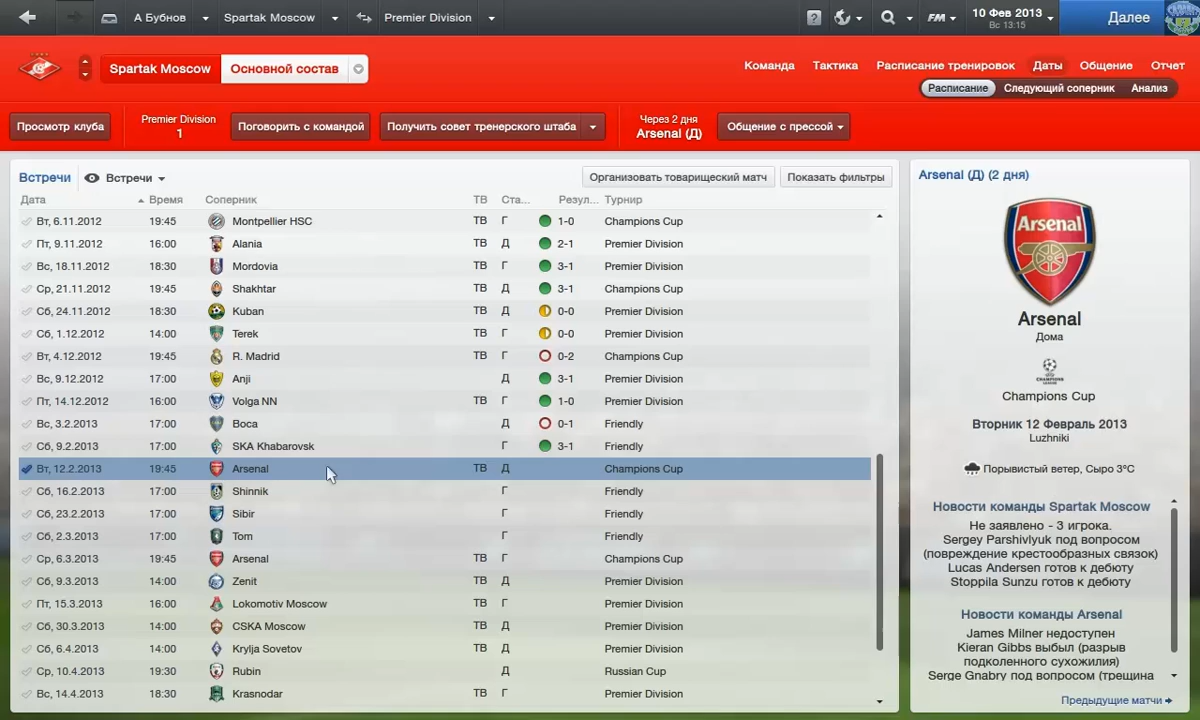 А Бубнов Spartak Moscow Premier Division ? FM 10 Фев 2013 Вс 13:15 Далее
Spartak Moscow Основной состав
Команда Тактика Расписание тренировок Даты Общение Отчет
Расписание Следующий соперник Анализ
Просмотр клуба Premier Division 1 Поговорить с командой Получить совет тренерского штаба Через 2 дня Arsenal (Д) Общение с прессой
Встречи Встречи Организовать товарищеский матч Показать фильтры
Дата Время Соперник ТВ Ста... Резул... Турнир
Вт, 6.11.2012 19:45 Montpellier HSC ТВ Г 1-0 Champions Cup
Пт, 9.11.2012 16:00 Alania ТВ Д 2-1 Premier Division
Вс, 18.11.2012 18:30 Mordovia ТВ Г 3-1 Premier Division
Ср, 21.11.2012 19:45 Shakhtar ТВ Д 3-1 Champions Cup
Сб, 24.11.2012 18:30 Kuban ТВ Д 0-0 Premier Division
Сб, 1.12.2012 14:00 Terek ТВ Г 0-0 Premier Division
Вт, 4.12.2012 19:45 R. Madrid ТВ Г 0-2 Champions Cup
Вс, 9.12.2012 17:00 Anji Д 3-1 Premier Division
Пт, 14.12.2012 16:00 Volga NN ТВ Г 1-0 Premier Division
Вс, 3.2.2013 17:00 Boca Д 0-1 Friendly
Сб, 9.2.2013 17:00 SKA Khabarovsk Г 3-1 Friendly
Вт, 12.2.2013 19:45 Arsenal ТВ Д Champions Cup
Сб, 16.2.2013 17:00 Shinnik Г Friendly
Сб, 23.2.2013 17:00 Sibir Г Friendly
Сб, 2.3.2013 17:00 Tom Г Friendly
Ср, 6.3.2013 19:45 Arsenal ТВ Г Champions Cup
Сб, 9.3.2013 14:00 Zenit ТВ Д Premier Division
Пт, 15.3.2013 16:00 Lokomotiv Moscow ТВ Г Premier Division
Сб, 30.3.2013 14:00 CSKA Moscow ТВ Д Premier Division
Сб, 6.4.2013 14:00 Krylja Sovetov ТВ Д Premier Division
Ср, 10.4.2013 19:30 Rubin Д Russian Cup
Вс, 14.4.2013 18:30 Krasnodar ТВ Г Premier Division
Arsenal (Д) (2 дня)
Arsenal
Arsenal
Дома
CHAMPIONS LEAGUE
Champions Cup
Вторник 12 Февраль 2013
Luzhniki
Порывистый ветер, Сыро 3°C
Новости команды Spartak Moscow
Не заявлено - 3 игрока.
Sergey Parshivlyuk под вопросом
(повреждение крестообразных связок)
Lucas Andersen готов к дебюту
Stoppila Sunzu готов к дебюту
Новости команды Arsenal
James Milner недоступен
Kieran Gibbs выбыл (разрыв
подколенного сухожилия)
Serge Gnabry под вопросом (трещина
Предыдущие матчи